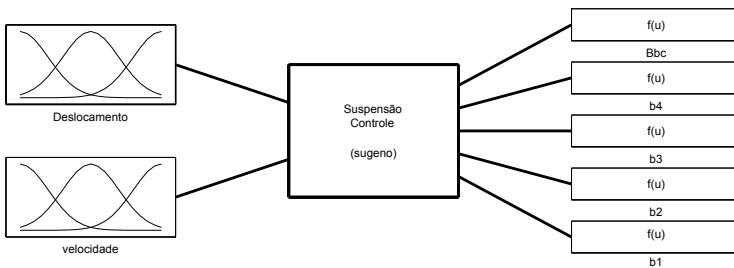 Deslocamento
velocidade
Suspensão
Controle
(sugeno)
f(u)
Bbc
f(u)
b4
f(u)
b3
f(u)
b2
f(u)
b1